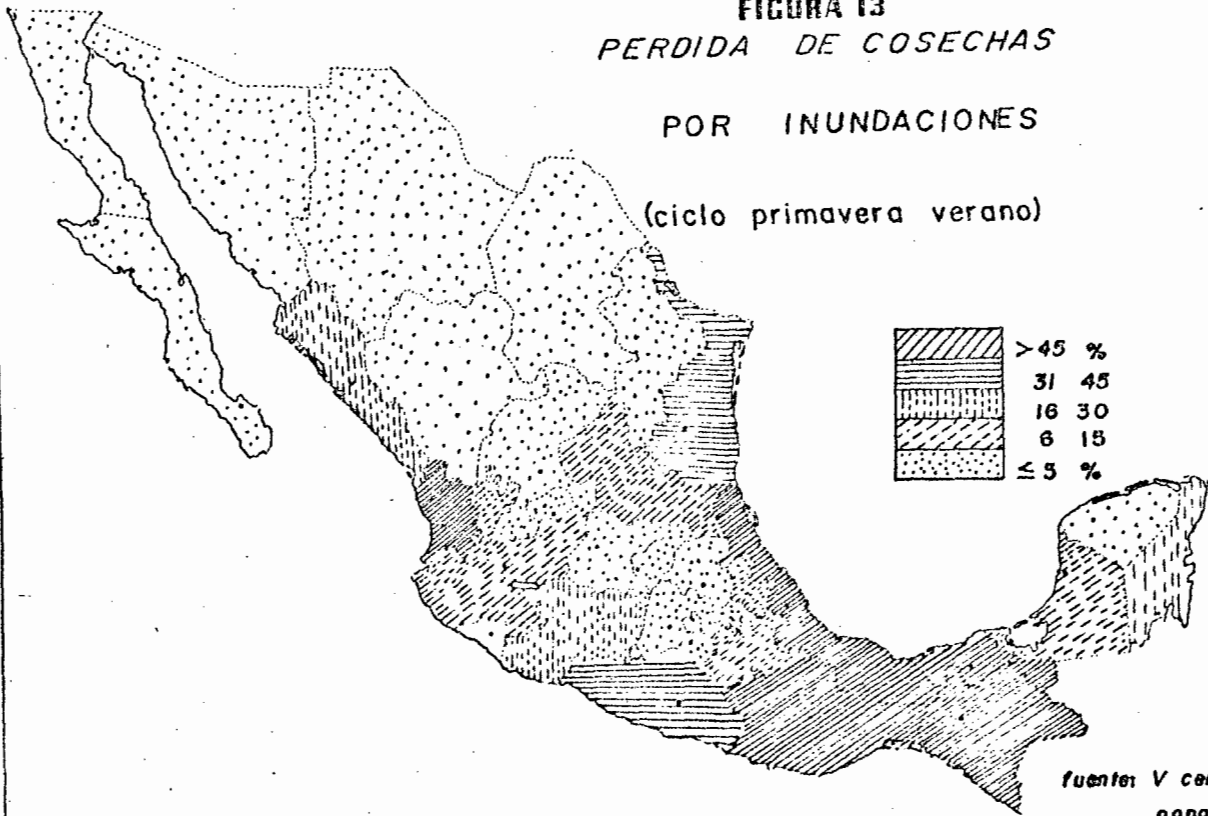 FIGURA 13
PERDIDA DE COSECHAS
POR INUNDACIONES
(ciclo primavera verano)
>45 %
31 45
16 30
6 15
≤ 5 %
fuente: V